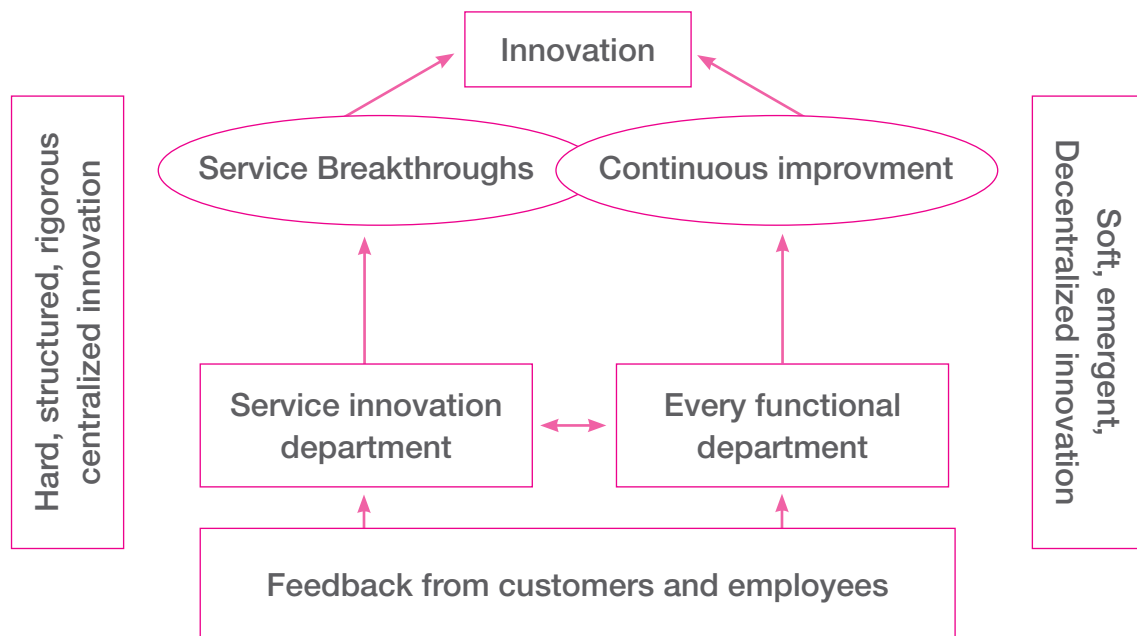 Innovation
Hard, structured, rigorous
centralized innovation
Service Breakthroughs
Continuous improvment
Soft, emergent,
Decentralized innovation
Service innovation
department
Every functional
department
Feedback from customers and employees